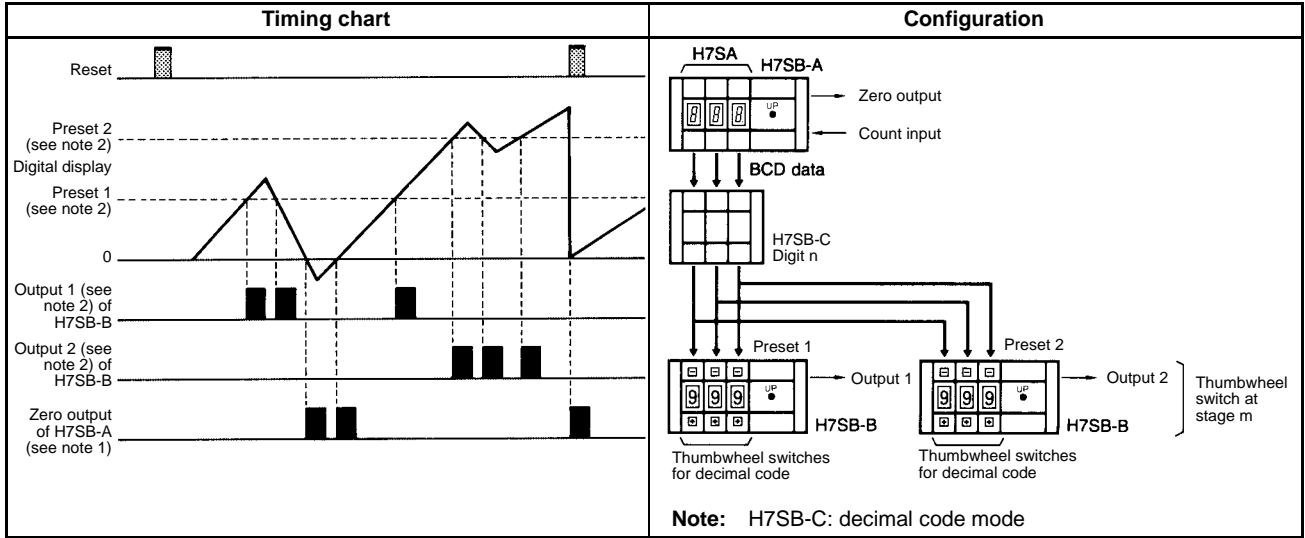 Timing chart
Reset
Preset 2
(see note 2)
Digital display
Preset 1
(see note 2)
0
Output 1 (see
note 2) of
H7SB-B
Output 2 (see
note 2) of
H7SB-B
Zero output
of H7SB-A
(see note 1)
Configuration
H7SA
H7SB-A
8 8 8
UP
Zero output
Count input
BCD data
H7SB-C
Digit n
Preset 1
- - -
9 9 9
UP
+ + +
Output 1
H7SB-B
Thumbwheel switches
for decimal code
Preset 2
- - -
9 9 9
UP
+ + +
Output 2
H7SB-B
Thumbwheel
switch at
stage m
Thumbwheel switches
for decimal code
Note: H7SB-C: decimal code mode